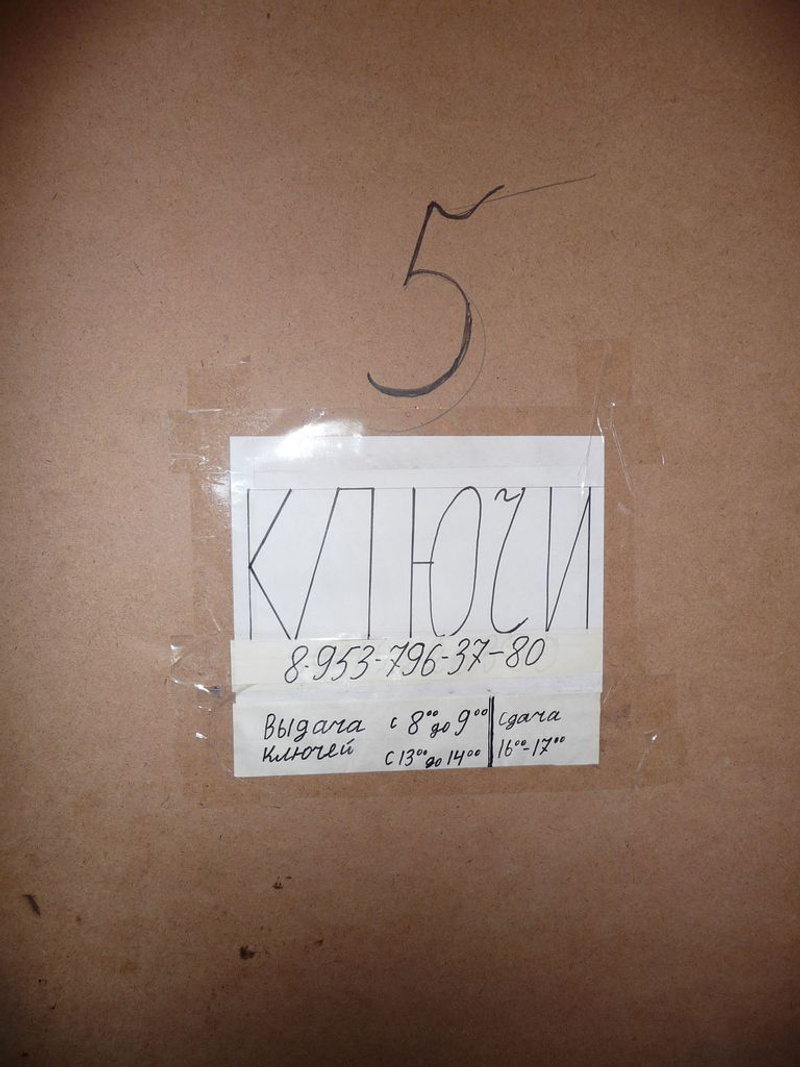 5
КЛЮЧИ
8-953-796-37-80
Выдача с 8⁰⁰ до 9⁰⁰ | Сдача
ключей с 13⁰⁰ до 14⁰⁰ | 16⁰⁰-17⁰⁰